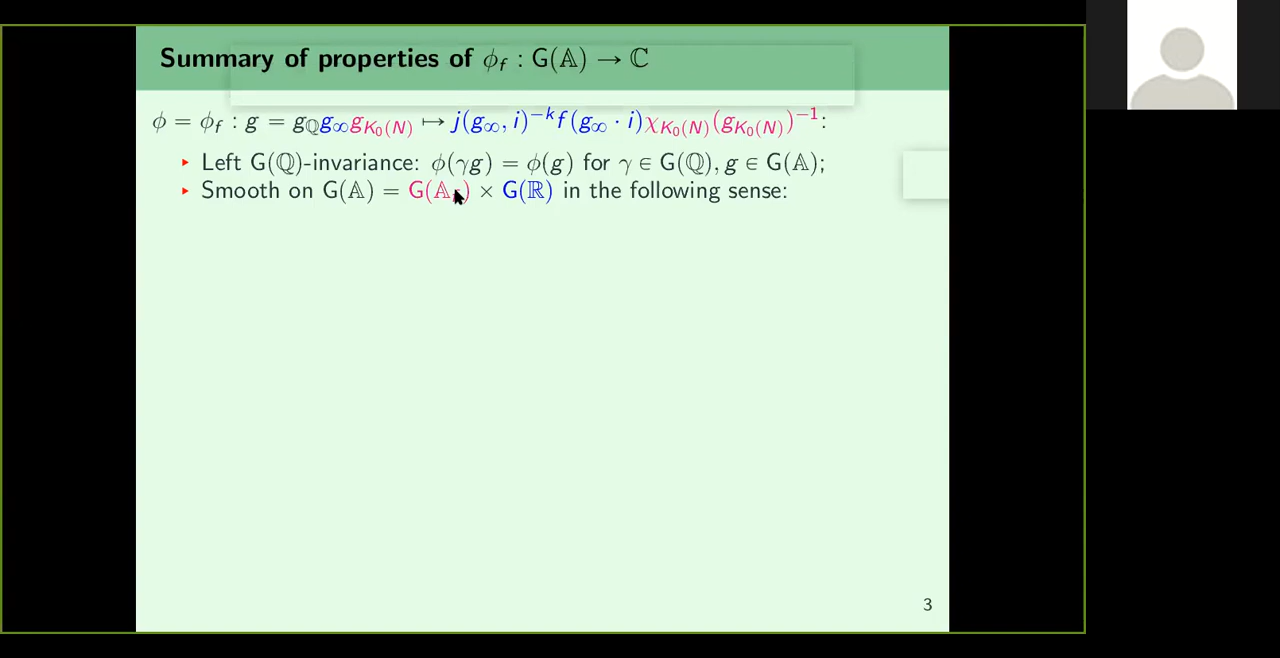 Summary of properties of ϕ_f : G(𝔸) → ℂ
ϕ = ϕ_f : g = g_ℚ g_∞ g_{K_0(N)} ↦ j(g_∞, i)^{−k} f(g_∞ · i) χ_{K_0(N)}(g_{K_0(N)})^{−1}:
▸ Left G(ℚ)-invariance: ϕ(γg) = ϕ(g) for γ ∈ G(ℚ), g ∈ G(𝔸);
▸ Smooth on G(𝔸) = G(𝔸 ) × G(ℝ) in the following sense:
3